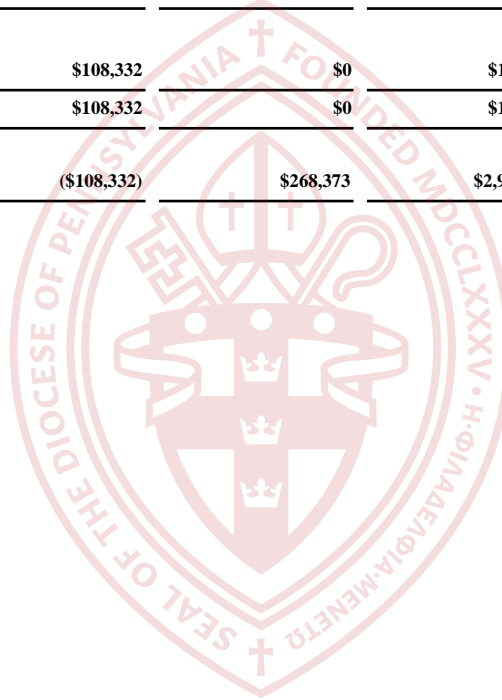 $108,332 $0
$108,332 $0
($108,332) $268,373
SEAL OF THE DIOCESE OF PENNSYLVANIA † FOUNDED MDCCLXXXV • Η·ΦΙΛΑΔΕΛΦΙΑ·ΜΕΝΕΤΩ †